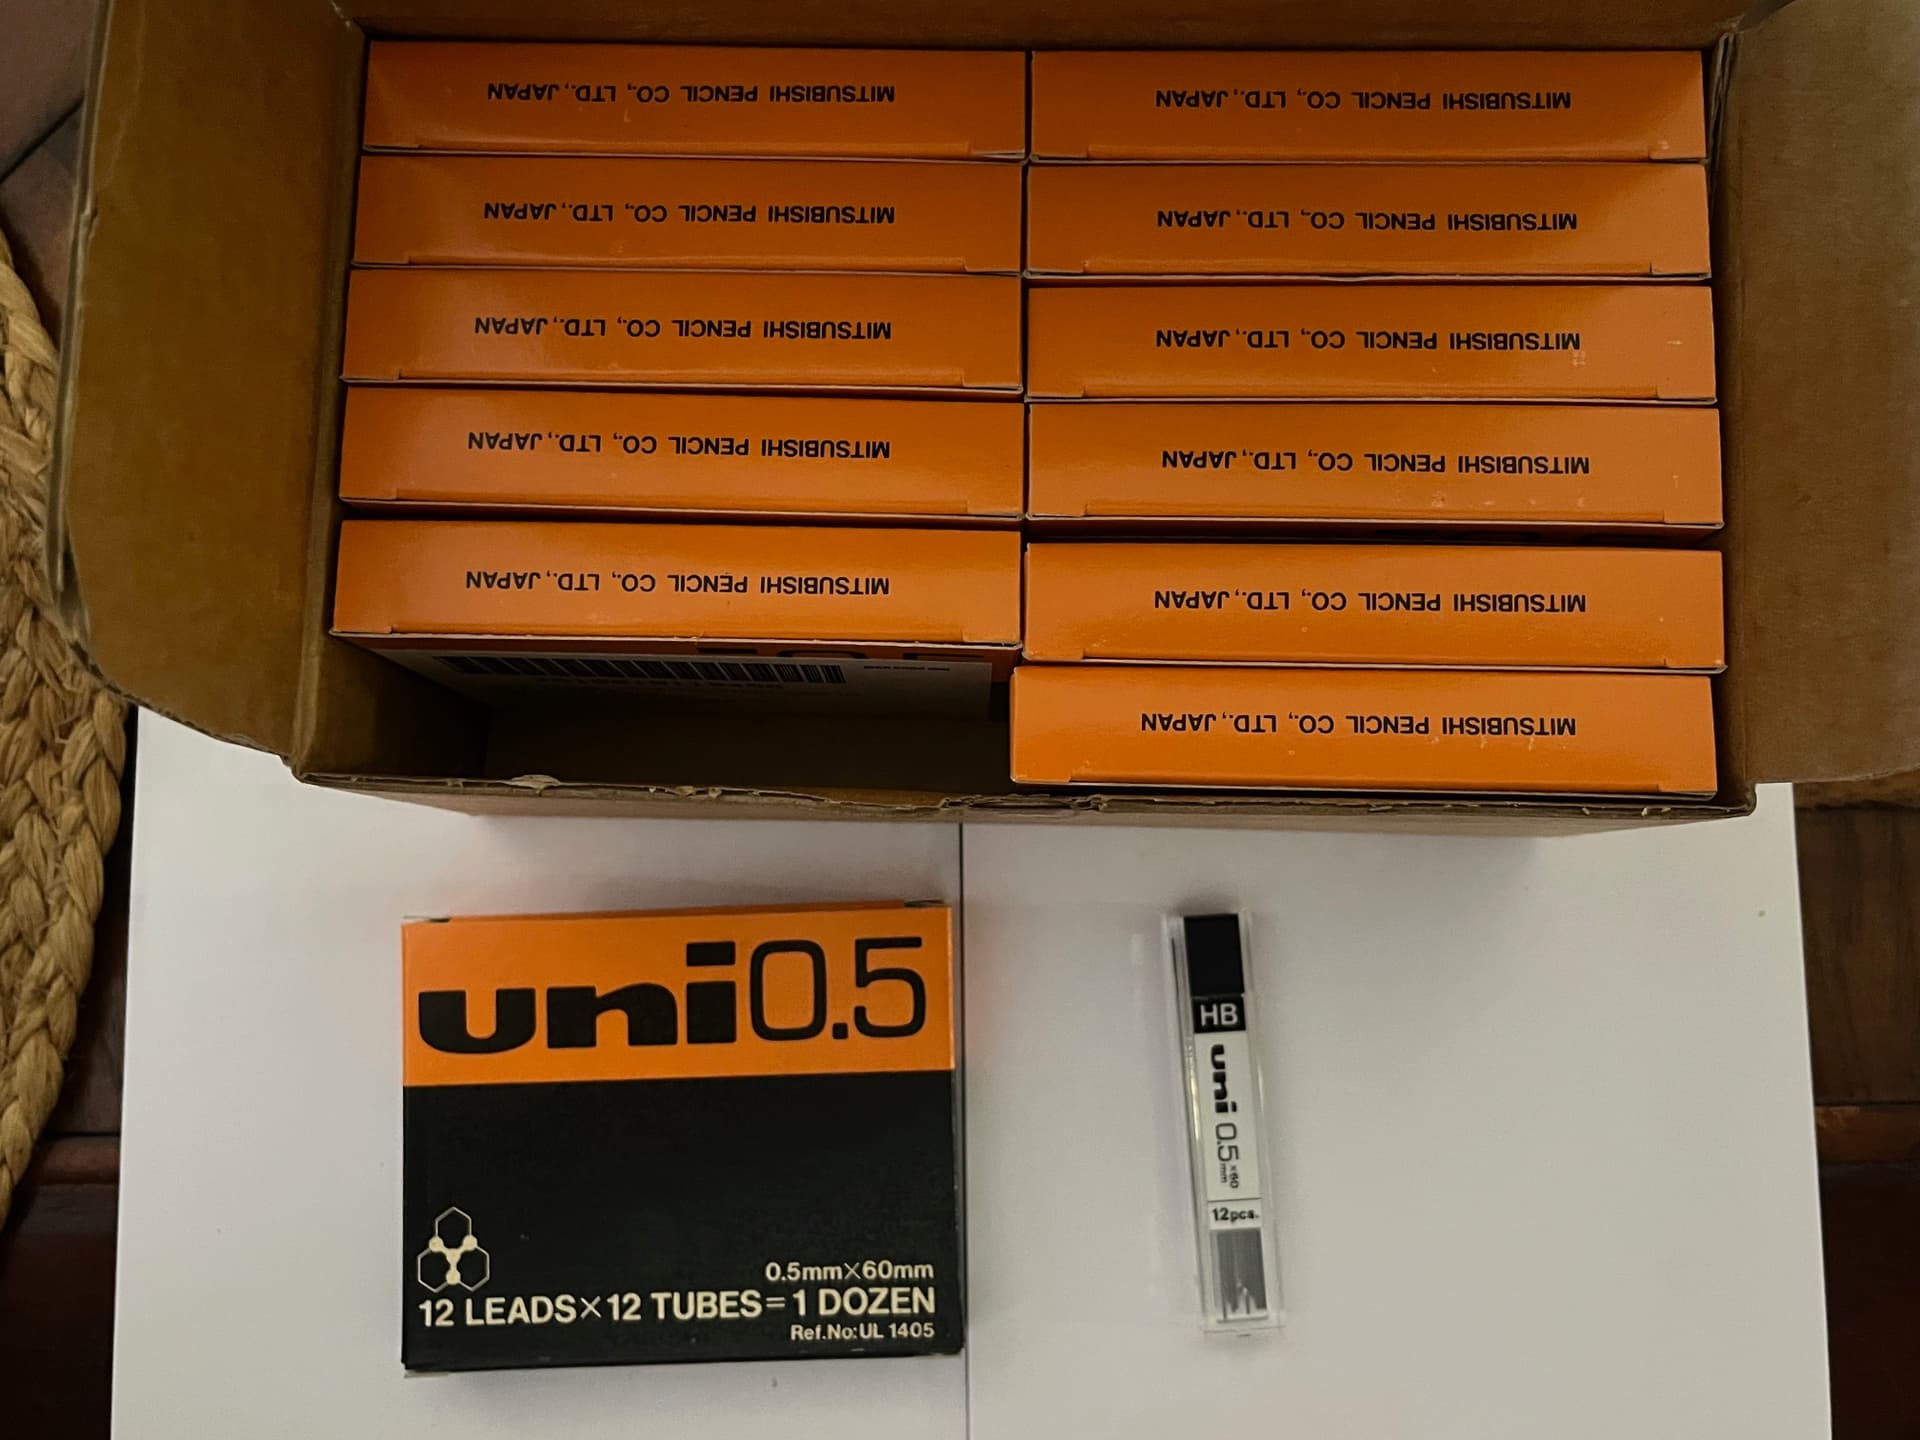 MITSUBISHI PENCIL CO., LTD., JAPAN
MITSUBISHI PENCIL CO., LTD., JAPAN
MITSUBISHI PENCIL CO., LTD., JAPAN
MITSUBISHI PENCIL CO., LTD., JAPAN
MITSUBISHI PENCIL CO., LTD., JAPAN
MITSUBISHI PENCIL CO., LTD., JAPAN
MITSUBISHI PENCIL CO., LTD., JAPAN
MITSUBISHI PENCIL CO., LTD., JAPAN
MITSUBISHI PENCIL CO., LTD., JAPAN
MITSUBISHI PENCIL CO., LTD., JAPAN
MITSUBISHI PENCIL CO., LTD., JAPAN
uni 0.5
0.5mm×60mm
12 LEADS×12 TUBES=1 DOZEN
Ref.No:UL 1405
HB
uni 0.5mm×60
12pcs.